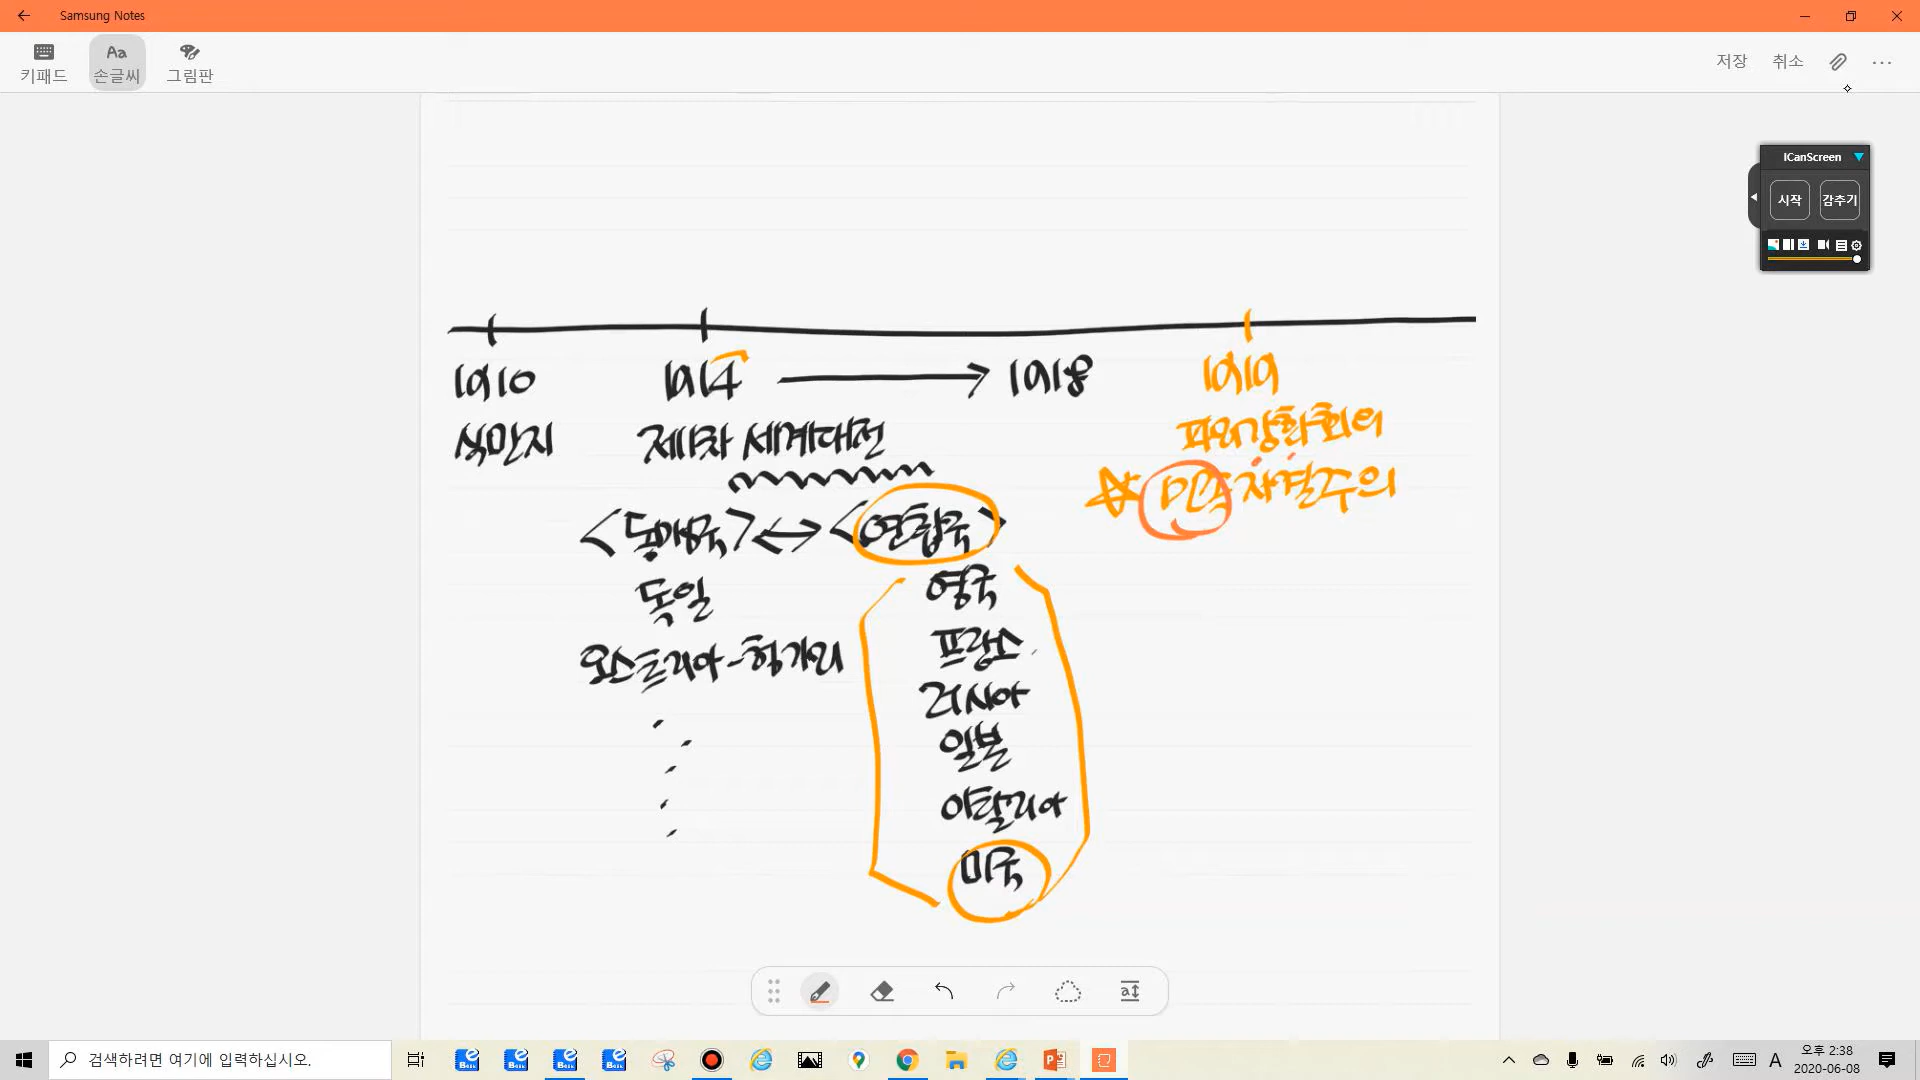 Samsung Notes
키패드
손글씨
그림판
저장
취소
ICanScreen
시작
감추기
1910
1914
1918
1919
식민지
제1차 세계대전
파리강화회의
민족자결주의
<동맹국> ↔ <연합국>
독일
오스트리아-헝가리
영국
프랑스
러시아
일본
이탈리아
미국
검색하려면 여기에 입력하십시오.
A
오후 2:38
2020-06-08